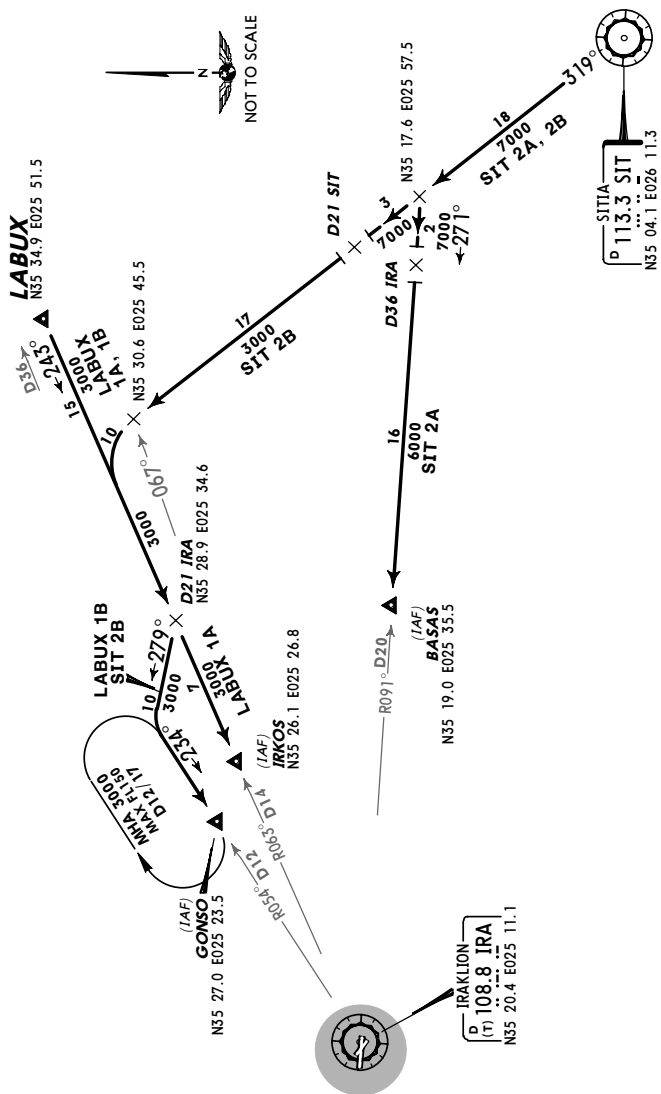 N
NOT TO SCALE
LABUX
N35 34.9 E025 51.5
D36
243°
15
3000
LABUX
1A, 1B
N35 30.6 E025 45.5
10
067°
3000
D21 IRA
N35 28.9 E025 34.6
LABUX 1B
SIT 2B
279°
10
3000
234°
7
3000
LABUX 1A
(IAF)
IRKOS
N35 26.1 E025 26.8
MHA 3000
MAX FL150
D12/17
(IAF)
GONSO
N35 27.0 E025 23.5
R054° D12
R063° D14
17
3000
SIT 2B
D21 SIT
3
7000
N35 17.6 E025 57.5
18
7000
SIT 2A, 2B
319°
2
7000
271°
D36 IRA
16
6000
SIT 2A
R091° D20
(IAF)
BASAS
N35 19.0 E025 35.5
SITIA
D 113.3 SIT
N35 04.1 E026 11.3
IRAKLION
D
(T) 108.8 IRA
N35 20.4 E025 11.1